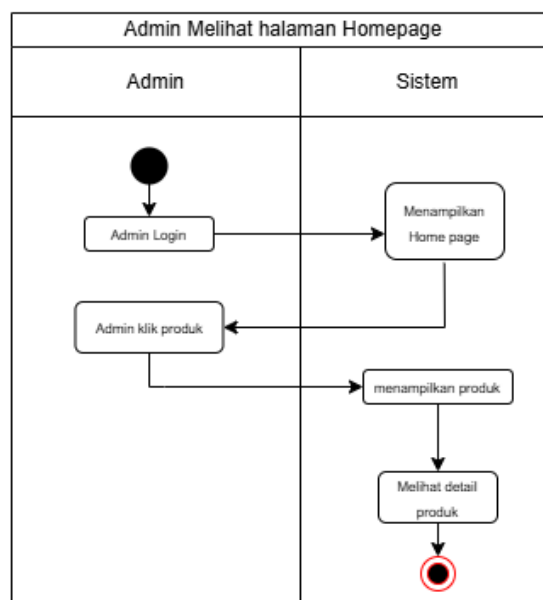 Admin Melihat halaman Homepage
Admin
Sistem
Admin Login
Menampilkan
Home page
Admin klik produk
menampilkan produk
Melihat detail
produk